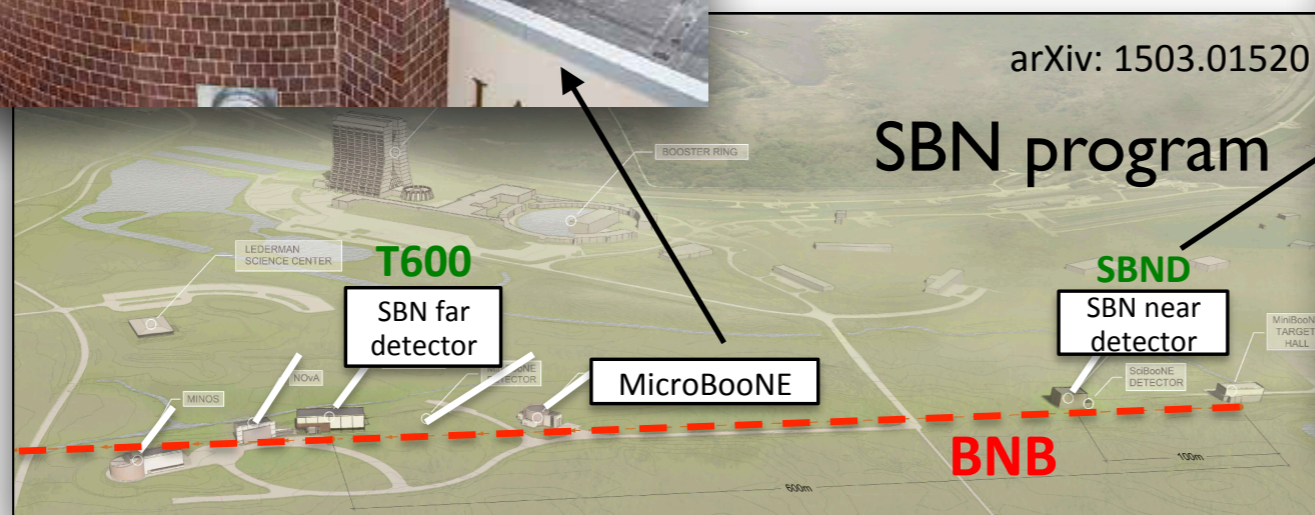 arXiv: 1503.01520
SBN program
BOOSTER RING
LEDERMAN
SCIENCE CENTER
T600
SBN far
detector
SBND
SBN near
detector
TARGET
HALL
SciBooNE
DETECTOR
MicroBooNE
DETECTOR
NOvA
MINOS
BNB
100m
600m